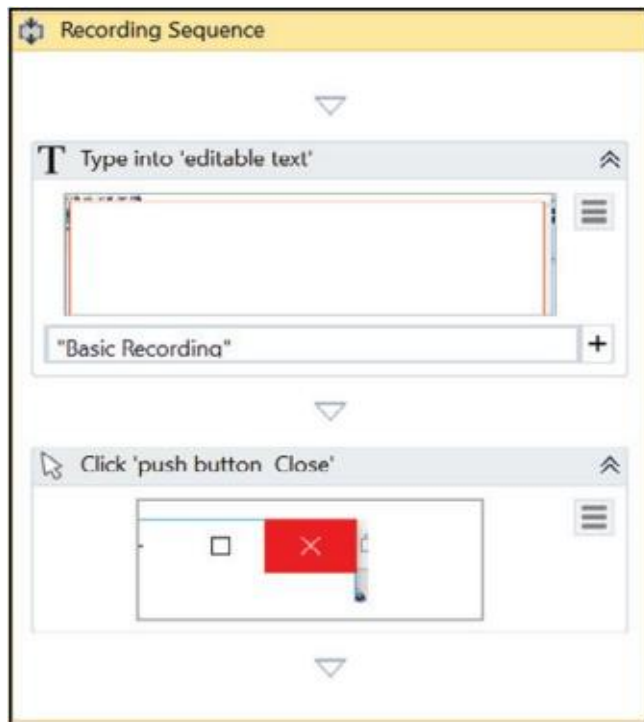 Recording Sequence
Type into 'editable text'
"Basic Recording"
Click 'push button Close'